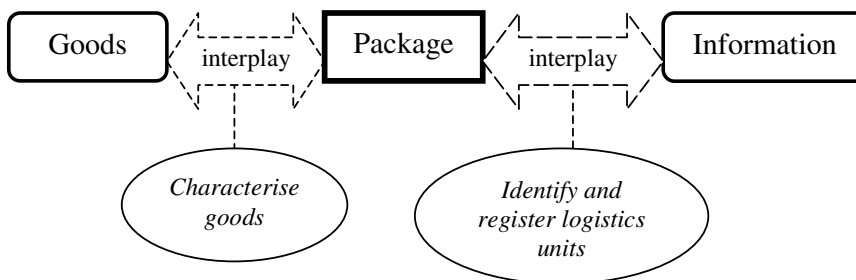 Goods
interplay
Package
interplay
Information
Characterise
goods
Identify and
register logistics
units